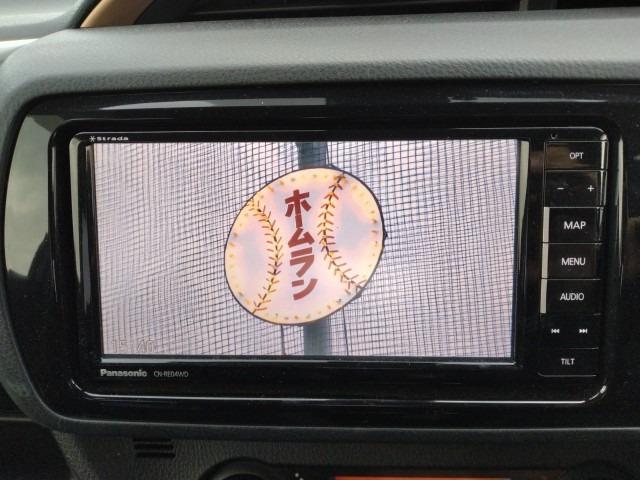 Strada
OPT
- +
MAP
ホームラン
MENU
AUDIO
TILT
Panasonic CN-RE04WD